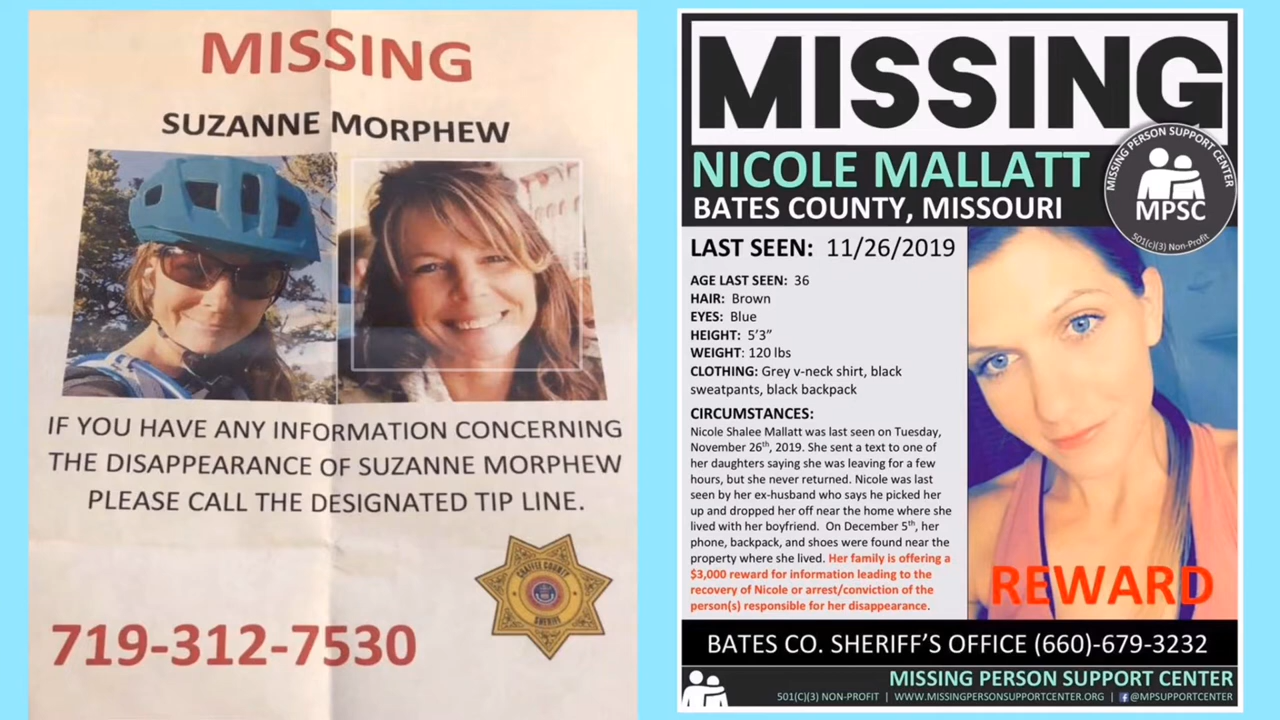 MISSING
SUZANNE MORPHEW
IF YOU HAVE ANY INFORMATION CONCERNING
THE DISAPPEARANCE OF SUZANNE MORPHEW
PLEASE CALL THE DESIGNATED TIP LINE.
CHAFFEE COUNTY
SHERIFF
719-312-7530
MISSING
NICOLE MALLATT
BATES COUNTY, MISSOURI
MISSING PERSON SUPPORT CENTER
MPSC
501(c)(3) Non-Profit
LAST SEEN: 11/26/2019
AGE LAST SEEN: 36
HAIR: Brown
EYES: Blue
HEIGHT: 5'3”
WEIGHT: 120 lbs
CLOTHING: Grey v-neck shirt, black
sweatpants, black backpack
CIRCUMSTANCES:
Nicole Shalee Mallatt was last seen on Tuesday,
November 26th, 2019. She sent a text to one of
her daughters saying she was leaving for a few
hours, but she never returned. Nicole was last
seen by her ex-husband who says he picked her
up and dropped her off near the home where she
lived with her boyfriend. On December 5th, her
phone, backpack, and shoes were found near the
property where she lived. Her family is offering a
$3,000 reward for information leading to the
recovery of Nicole or arrest/conviction of the
person(s) responsible for her disappearance.
REWARD
BATES CO. SHERIFF'S OFFICE (660)-679-3232
MISSING PERSON SUPPORT CENTER
501(C)(3) NON-PROFIT | WWW.MISSINGPERSONSUPPORTCENTER.ORG | f @MPSUPPORTCENTER